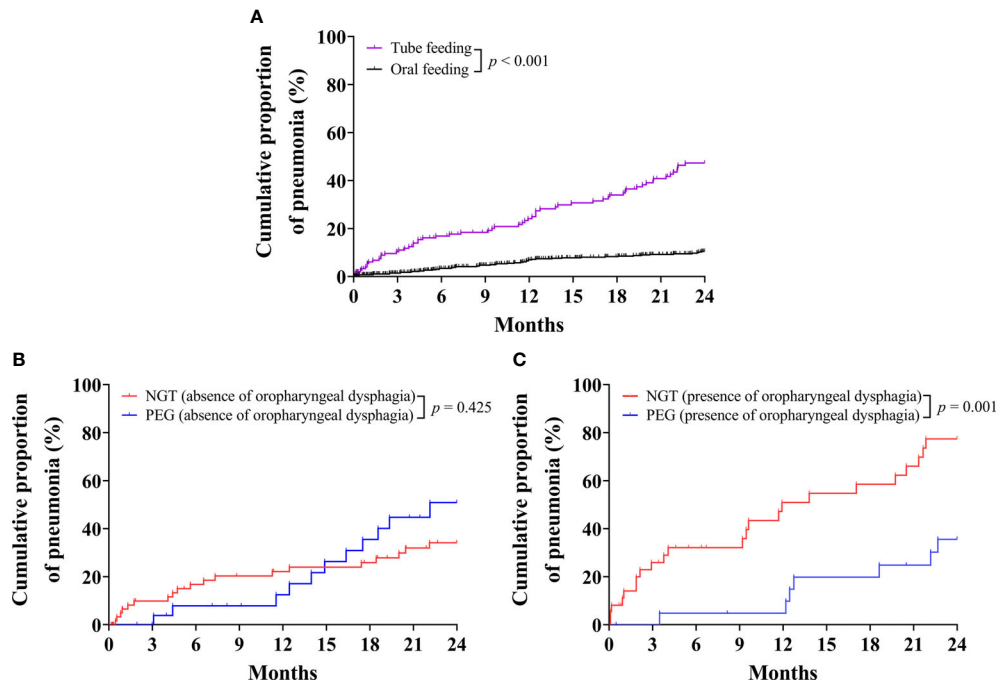 A
Cumulative proportion
of pneumonia (%)
100
80
60
40
20
0
Tube feeding
Oral feeding
p < 0.001
0 3 6 9 12 15 18 21 24
Months
B
Cumulative proportion
of pneumonia (%)
100
80
60
40
20
0
NGT (absence of oropharyngeal dysphagia)
PEG (absence of oropharyngeal dysphagia)
p = 0.425
0 3 6 9 12 15 18 21 24
Months
C
Cumulative proportion
of pneumonia (%)
100
80
60
40
20
0
NGT (presence of oropharyngeal dysphagia)
PEG (presence of oropharyngeal dysphagia)
p = 0.001
0 3 6 9 12 15 18 21 24
Months